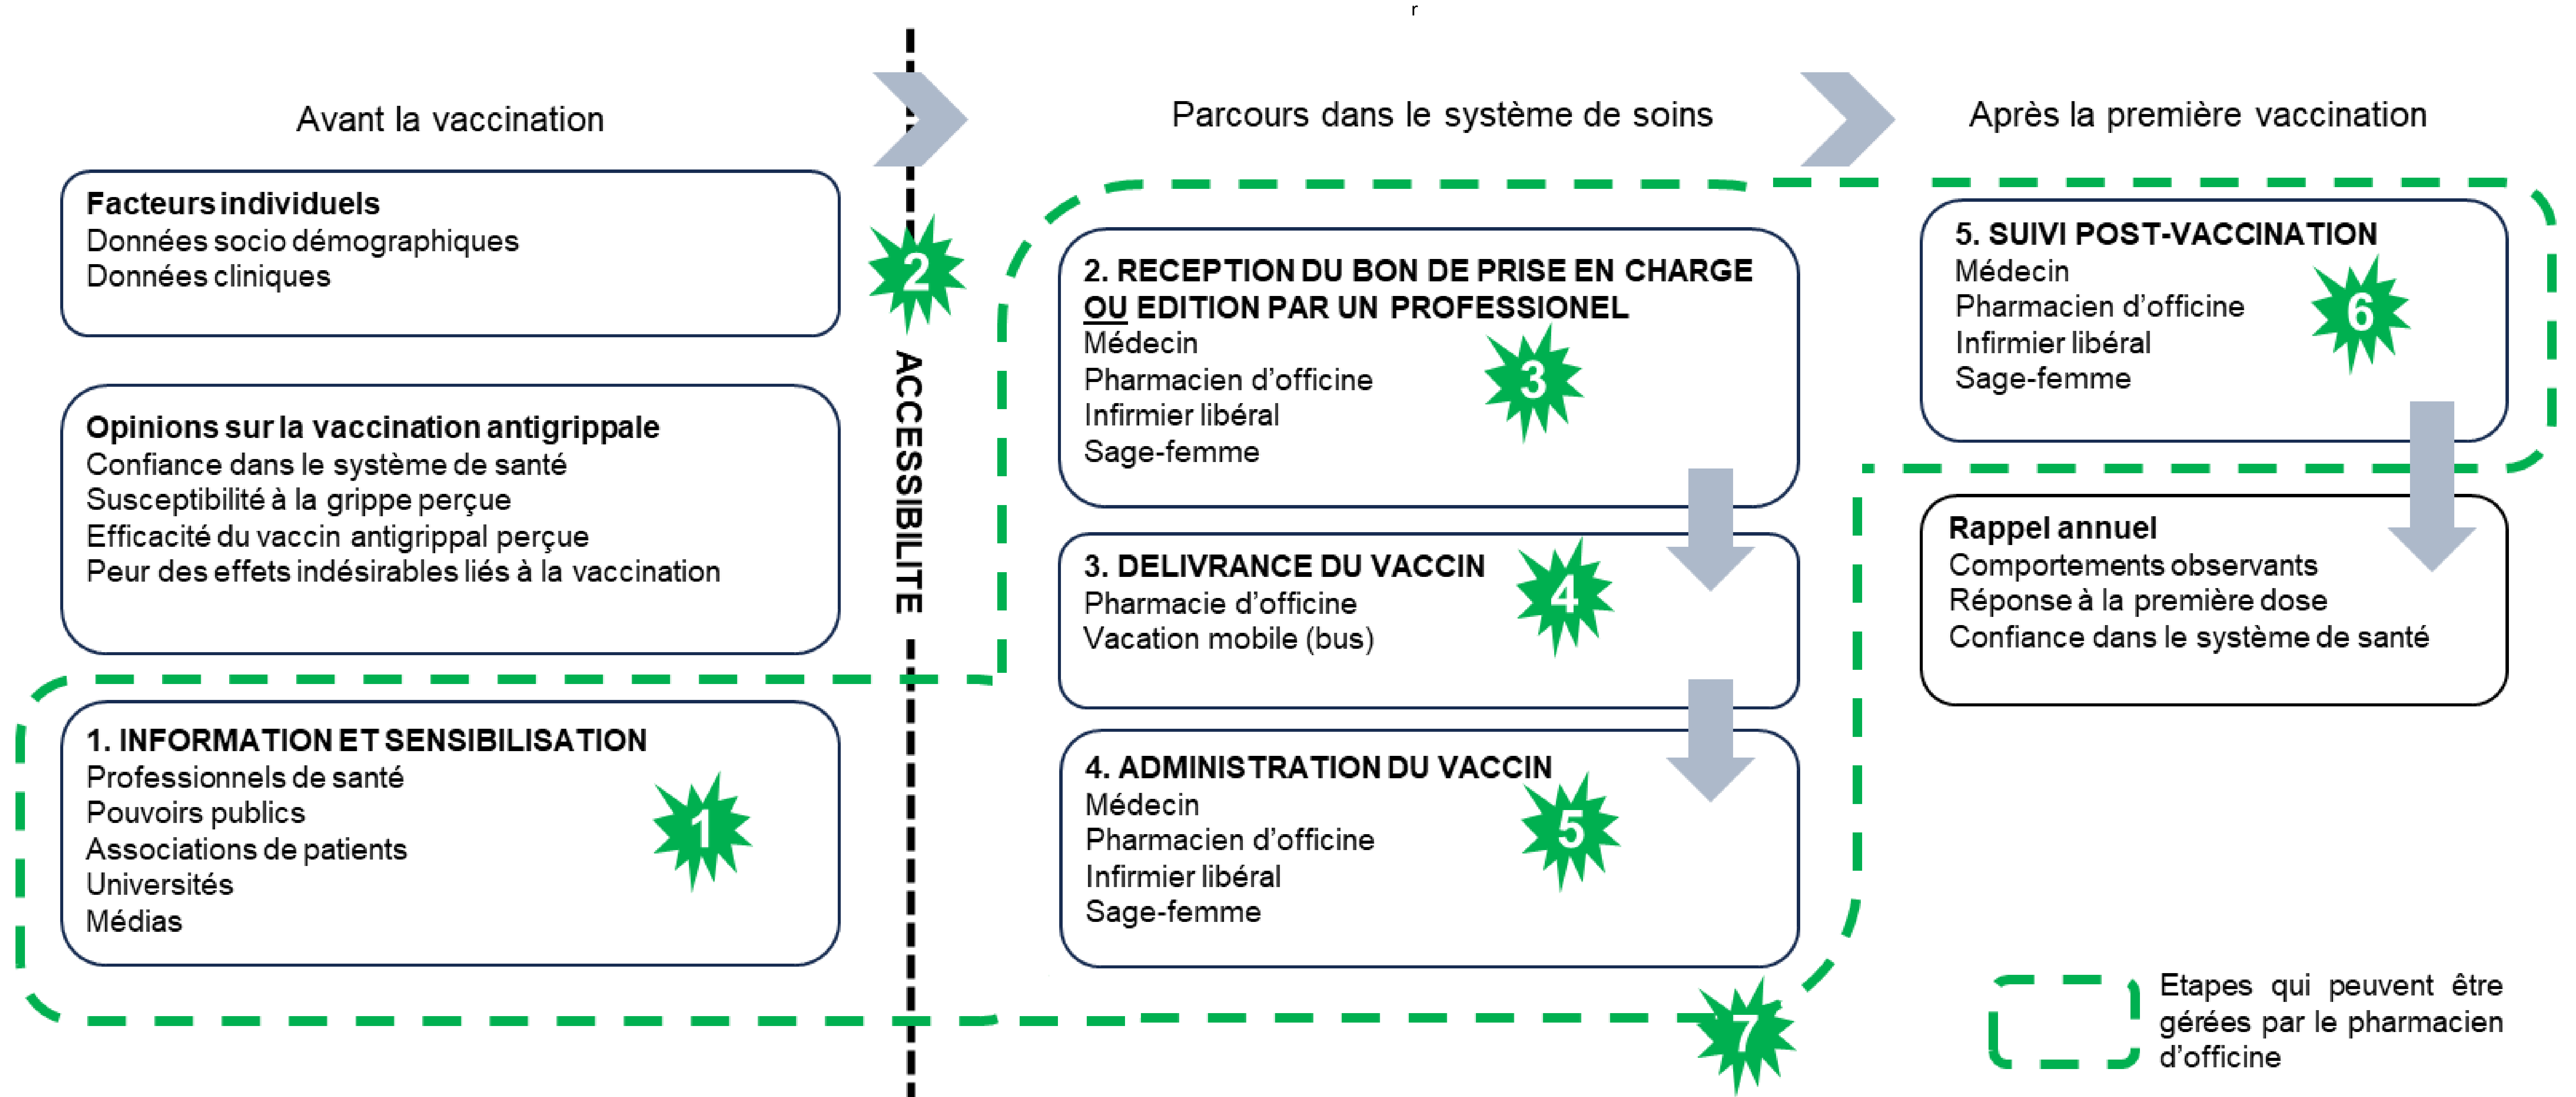 r
Avant la vaccination
Parcours dans le système de soins
Après la première vaccination
Facteurs individuels
Données socio démographiques
Données cliniques
Opinions sur la vaccination antigrippale
Confiance dans le système de santé
Susceptibilité à la grippe perçue
Efficacité du vaccin antigrippal perçue
Peur des effets indésirables liés à la vaccination
1. INFORMATION ET SENSIBILISATION
Professionnels de santé
Pouvoirs publics
Associations de patients
Universités
Médias
1
2
ACCESSIBILITE
2. RECEPTION DU BON DE PRISE EN CHARGE
OU EDITION PAR UN PROFESSIONEL
Médecin
Pharmacien d’officine
Infirmier libéral
Sage-femme
3
3. DELIVRANCE DU VACCIN
Pharmacie d’officine
Vacation mobile (bus)
4
4. ADMINISTRATION DU VACCIN
Médecin
Pharmacien d’officine
Infirmier libéral
Sage-femme
5
7
5. SUIVI POST-VACCINATION
Médecin
Pharmacien d’officine
Infirmier libéral
Sage-femme
6
Rappel annuel
Comportements observants
Réponse à la première dose
Confiance dans le système de santé
Etapes qui peuvent être
gérées par le pharmacien
d’officine